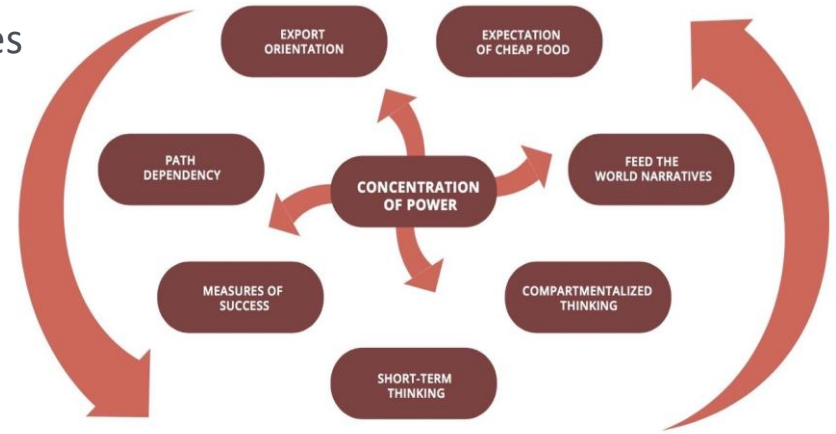 es
EXPORT
ORIENTATION
EXPECTATION
OF CHEAP FOOD
PATH
DEPENDENCY
CONCENTRATION
OF POWER
FEED THE
WORLD NARRATIVES
MEASURES OF
SUCCESS
COMPARTMENTALIZED
THINKING
SHORT-TERM
THINKING